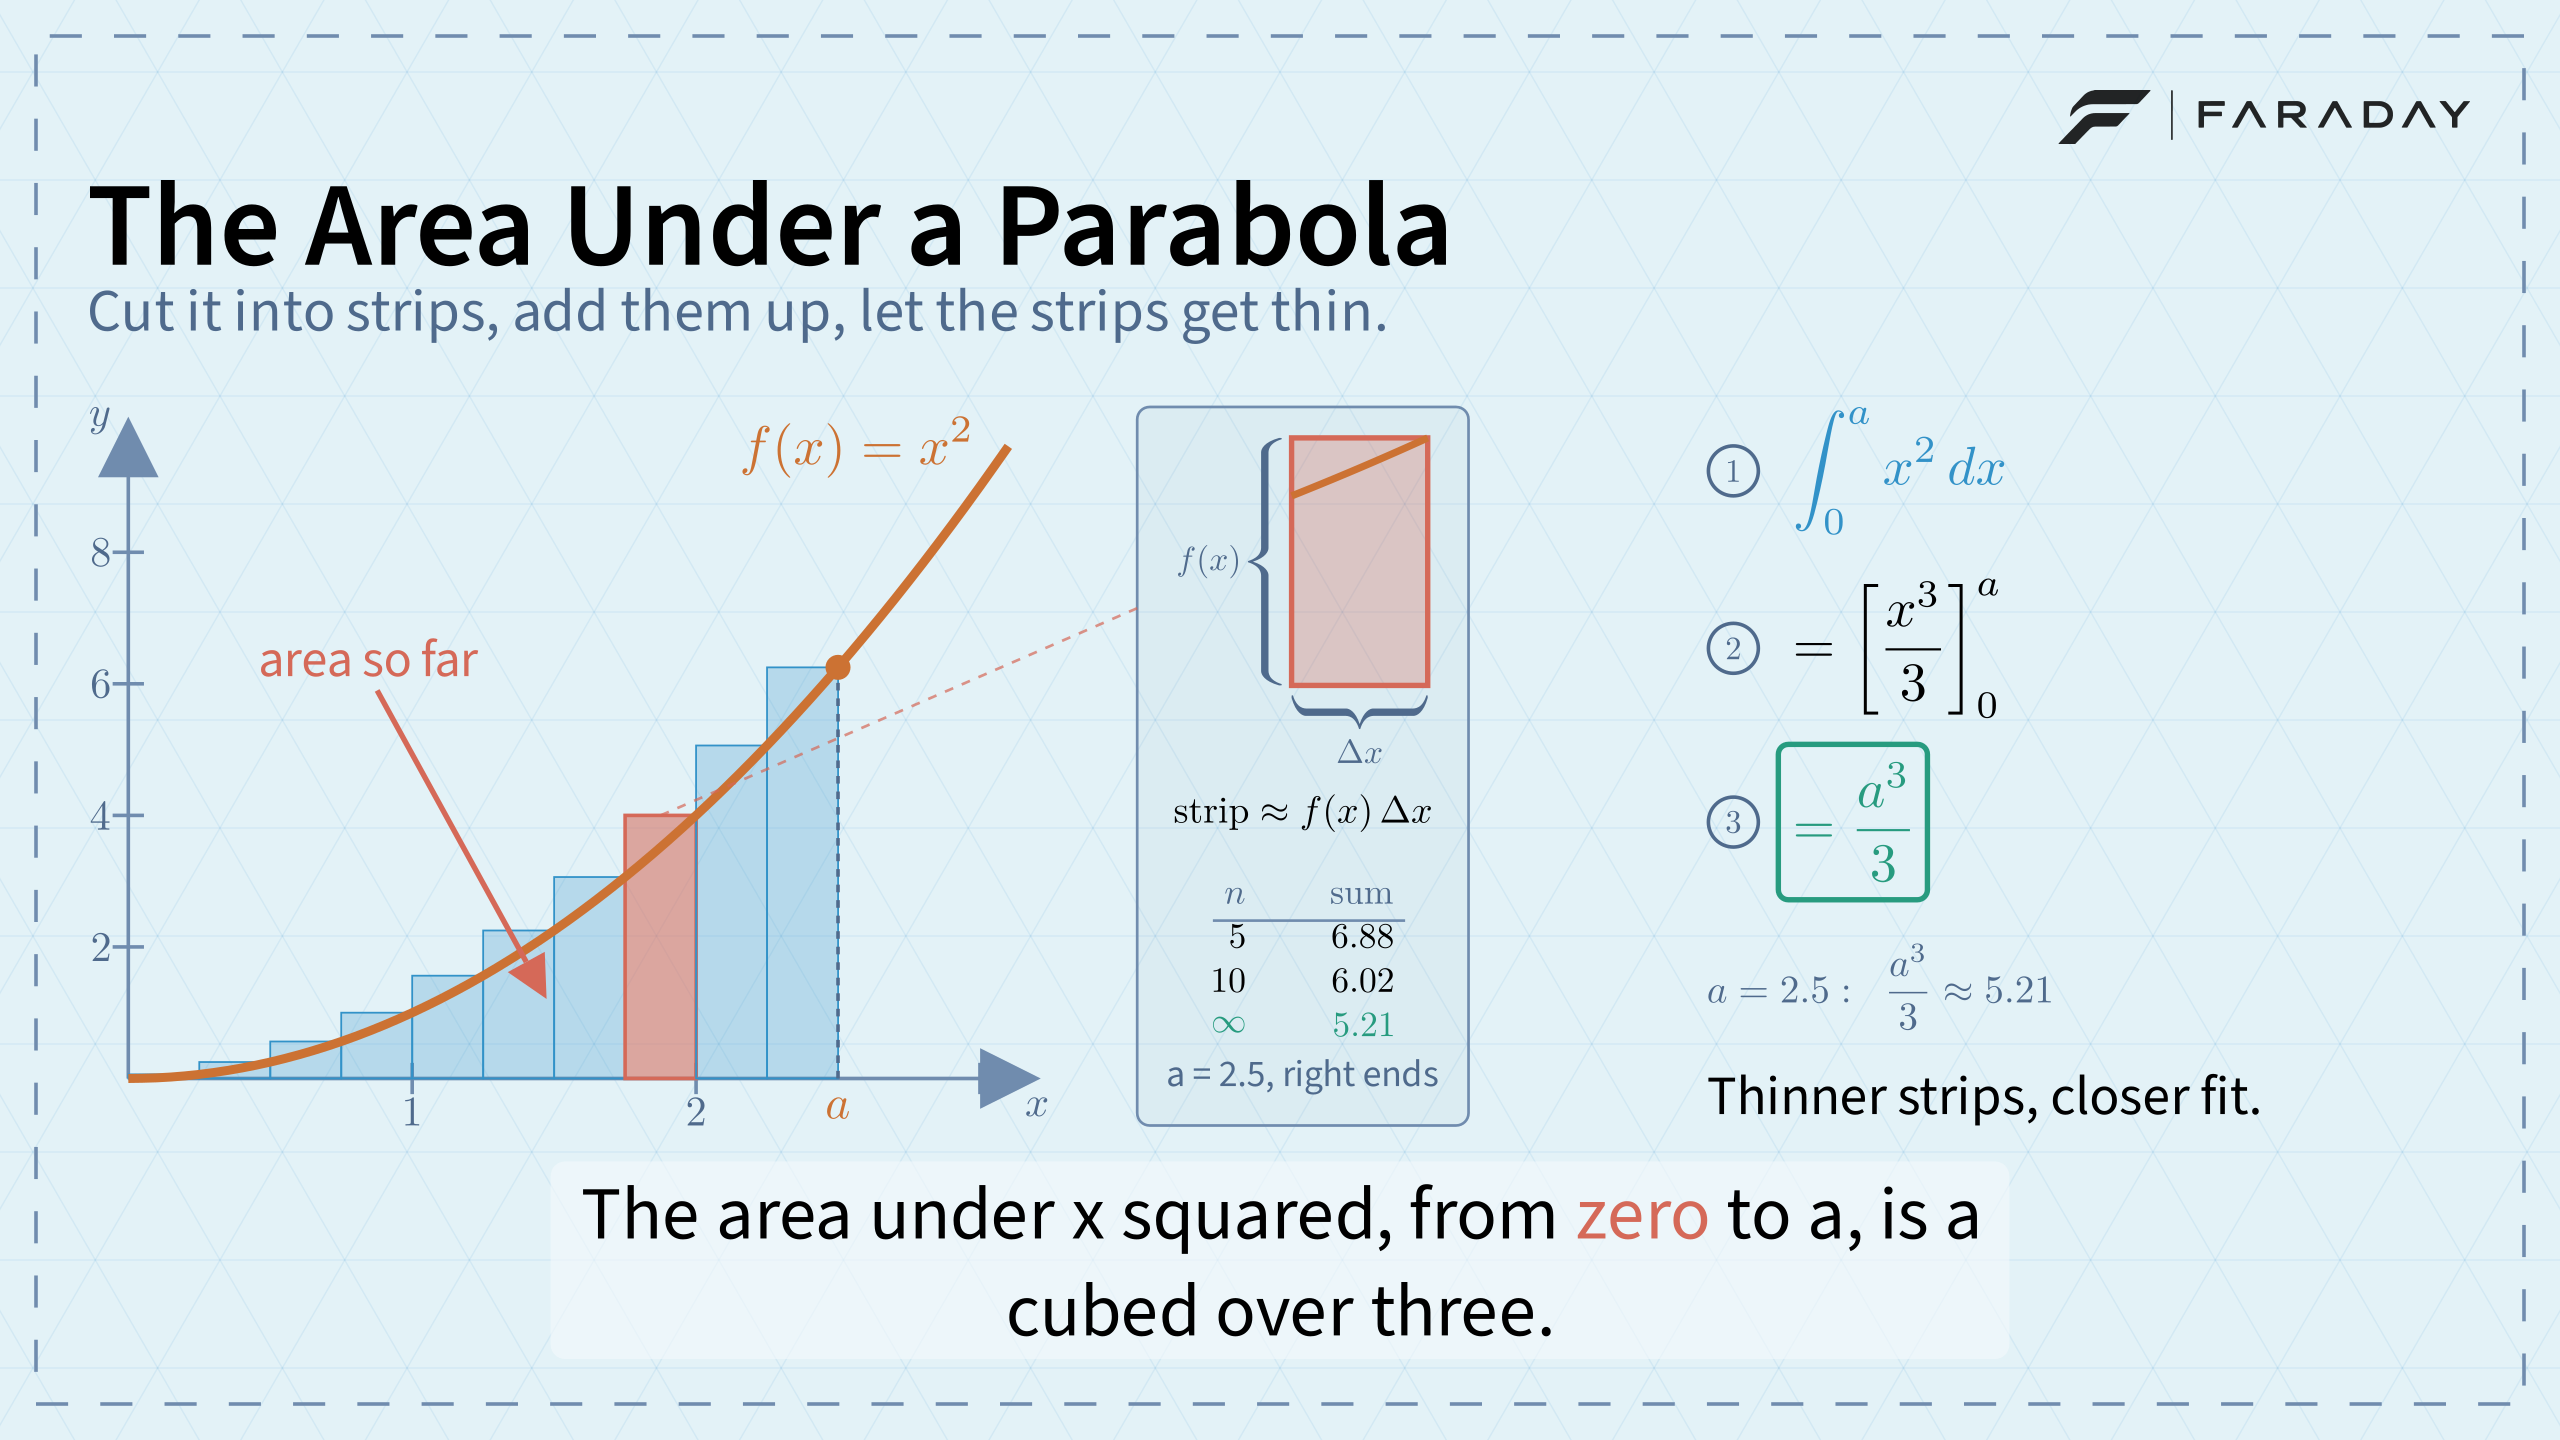 FARADAY
The Area Under a Parabola
Cut it into strips, add them up, let the strips get thin.
y
8
6
4
2
1
2
a
x
f(x) = x²
area so far
f(x)
Δx
strip ≈ f(x) Δx
n sum
5 6.88
10 6.02
∞ 5.21
a = 2.5, right ends
1 ∫₀ᵃ x² dx
2 = [x³/3]₀ᵃ
3 = a³/3
a = 2.5 : a³/3 ≈ 5.21
Thinner strips, closer fit.
The area under x squared, from zero to a, is a
cubed over three.